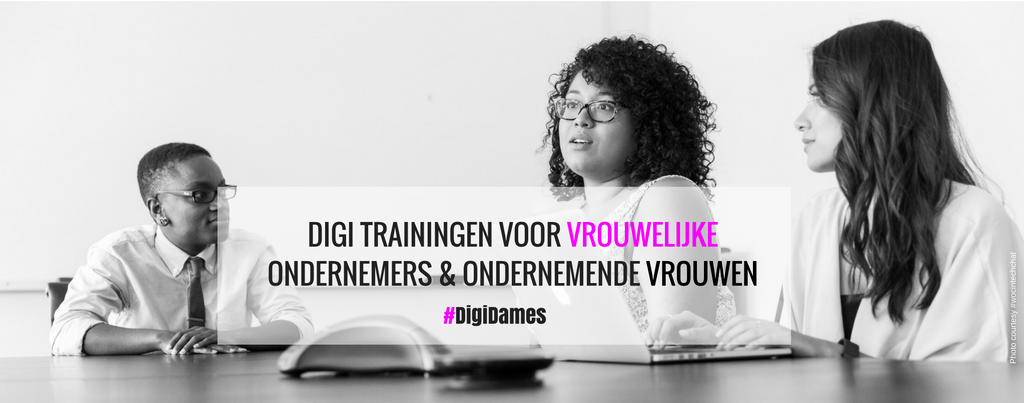 DIGI TRAININGEN VOOR VROUWELIJKE
ONDERNEMERS & ONDERNEMENDE VROUWEN
#DigiDames
Photo courtesy #wocintechchat